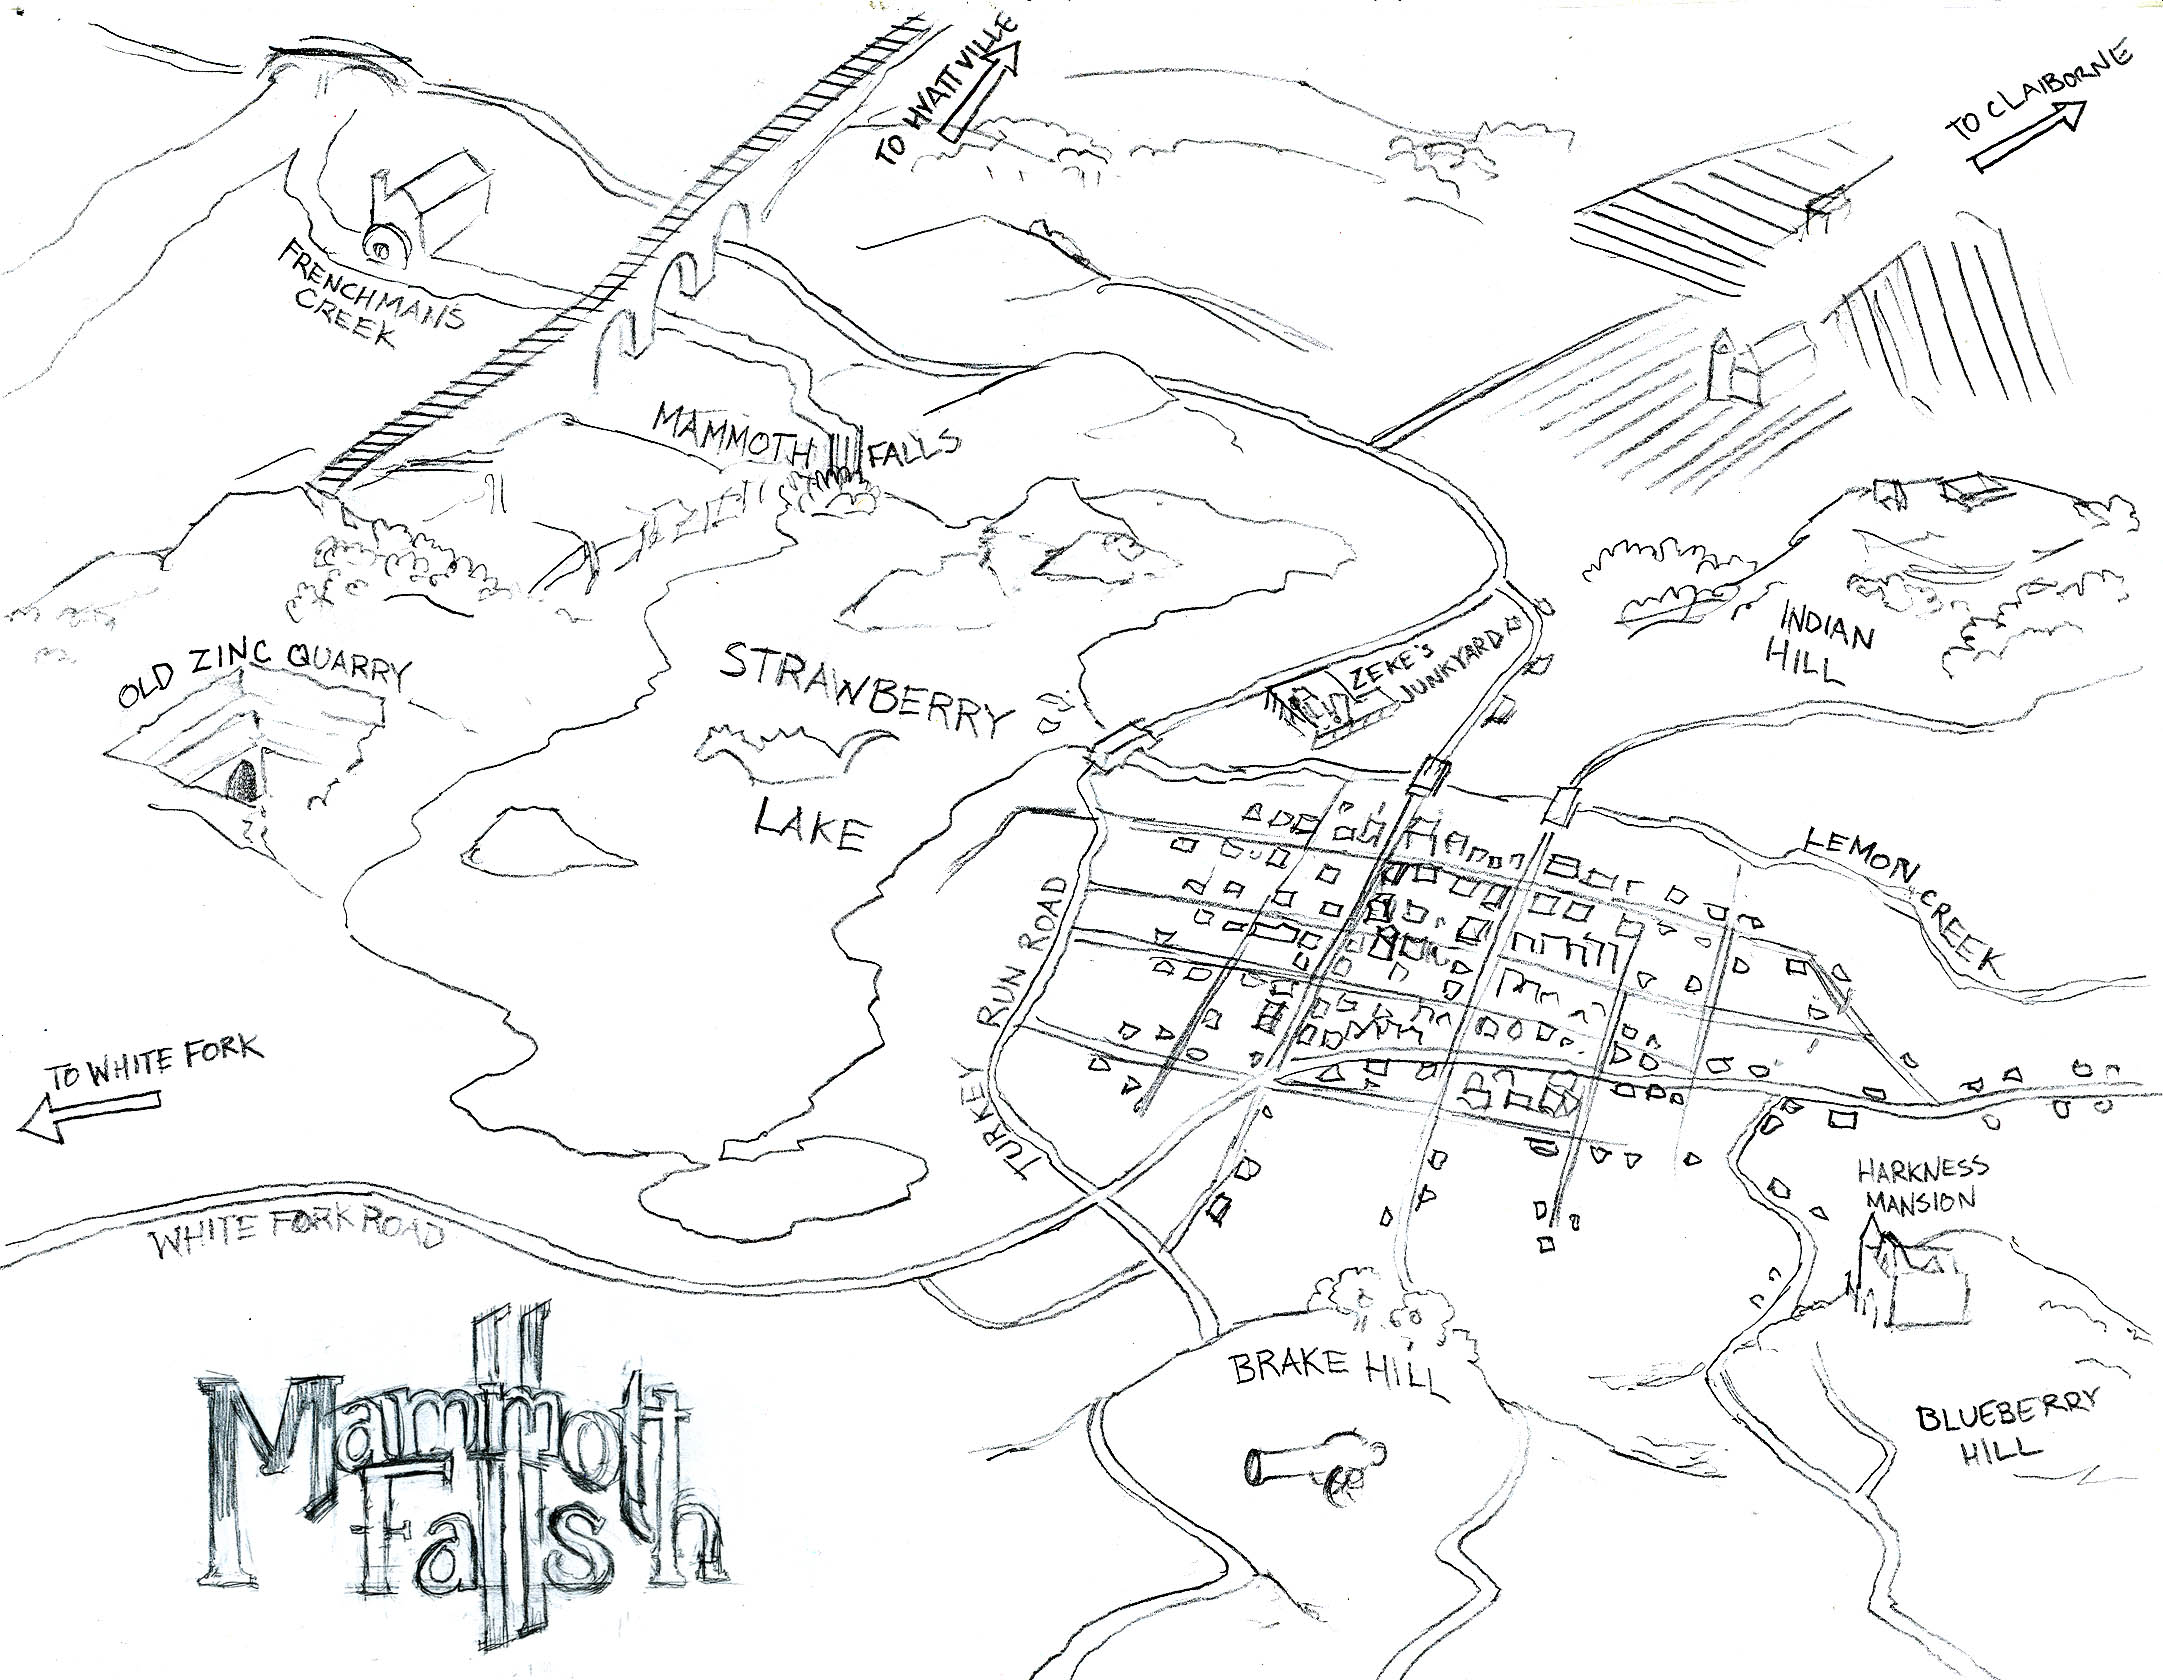 TO HYATTVILLE
TO CLAIBORNE
FRENCHMAN'S
CREEK
MAMMOTH FALLS
OLD ZINC QUARRY
STRAWBERRY
LAKE
ZEKE'S
JUNKYARD
INDIAN
HILL
LEMON CREEK
TURKEY RUN ROAD
TO WHITE FORK
WHITE FORK ROAD
HARKNESS
MANSION
BRAKE HILL
BLUEBERRY
HILL
Mammoth
Falls